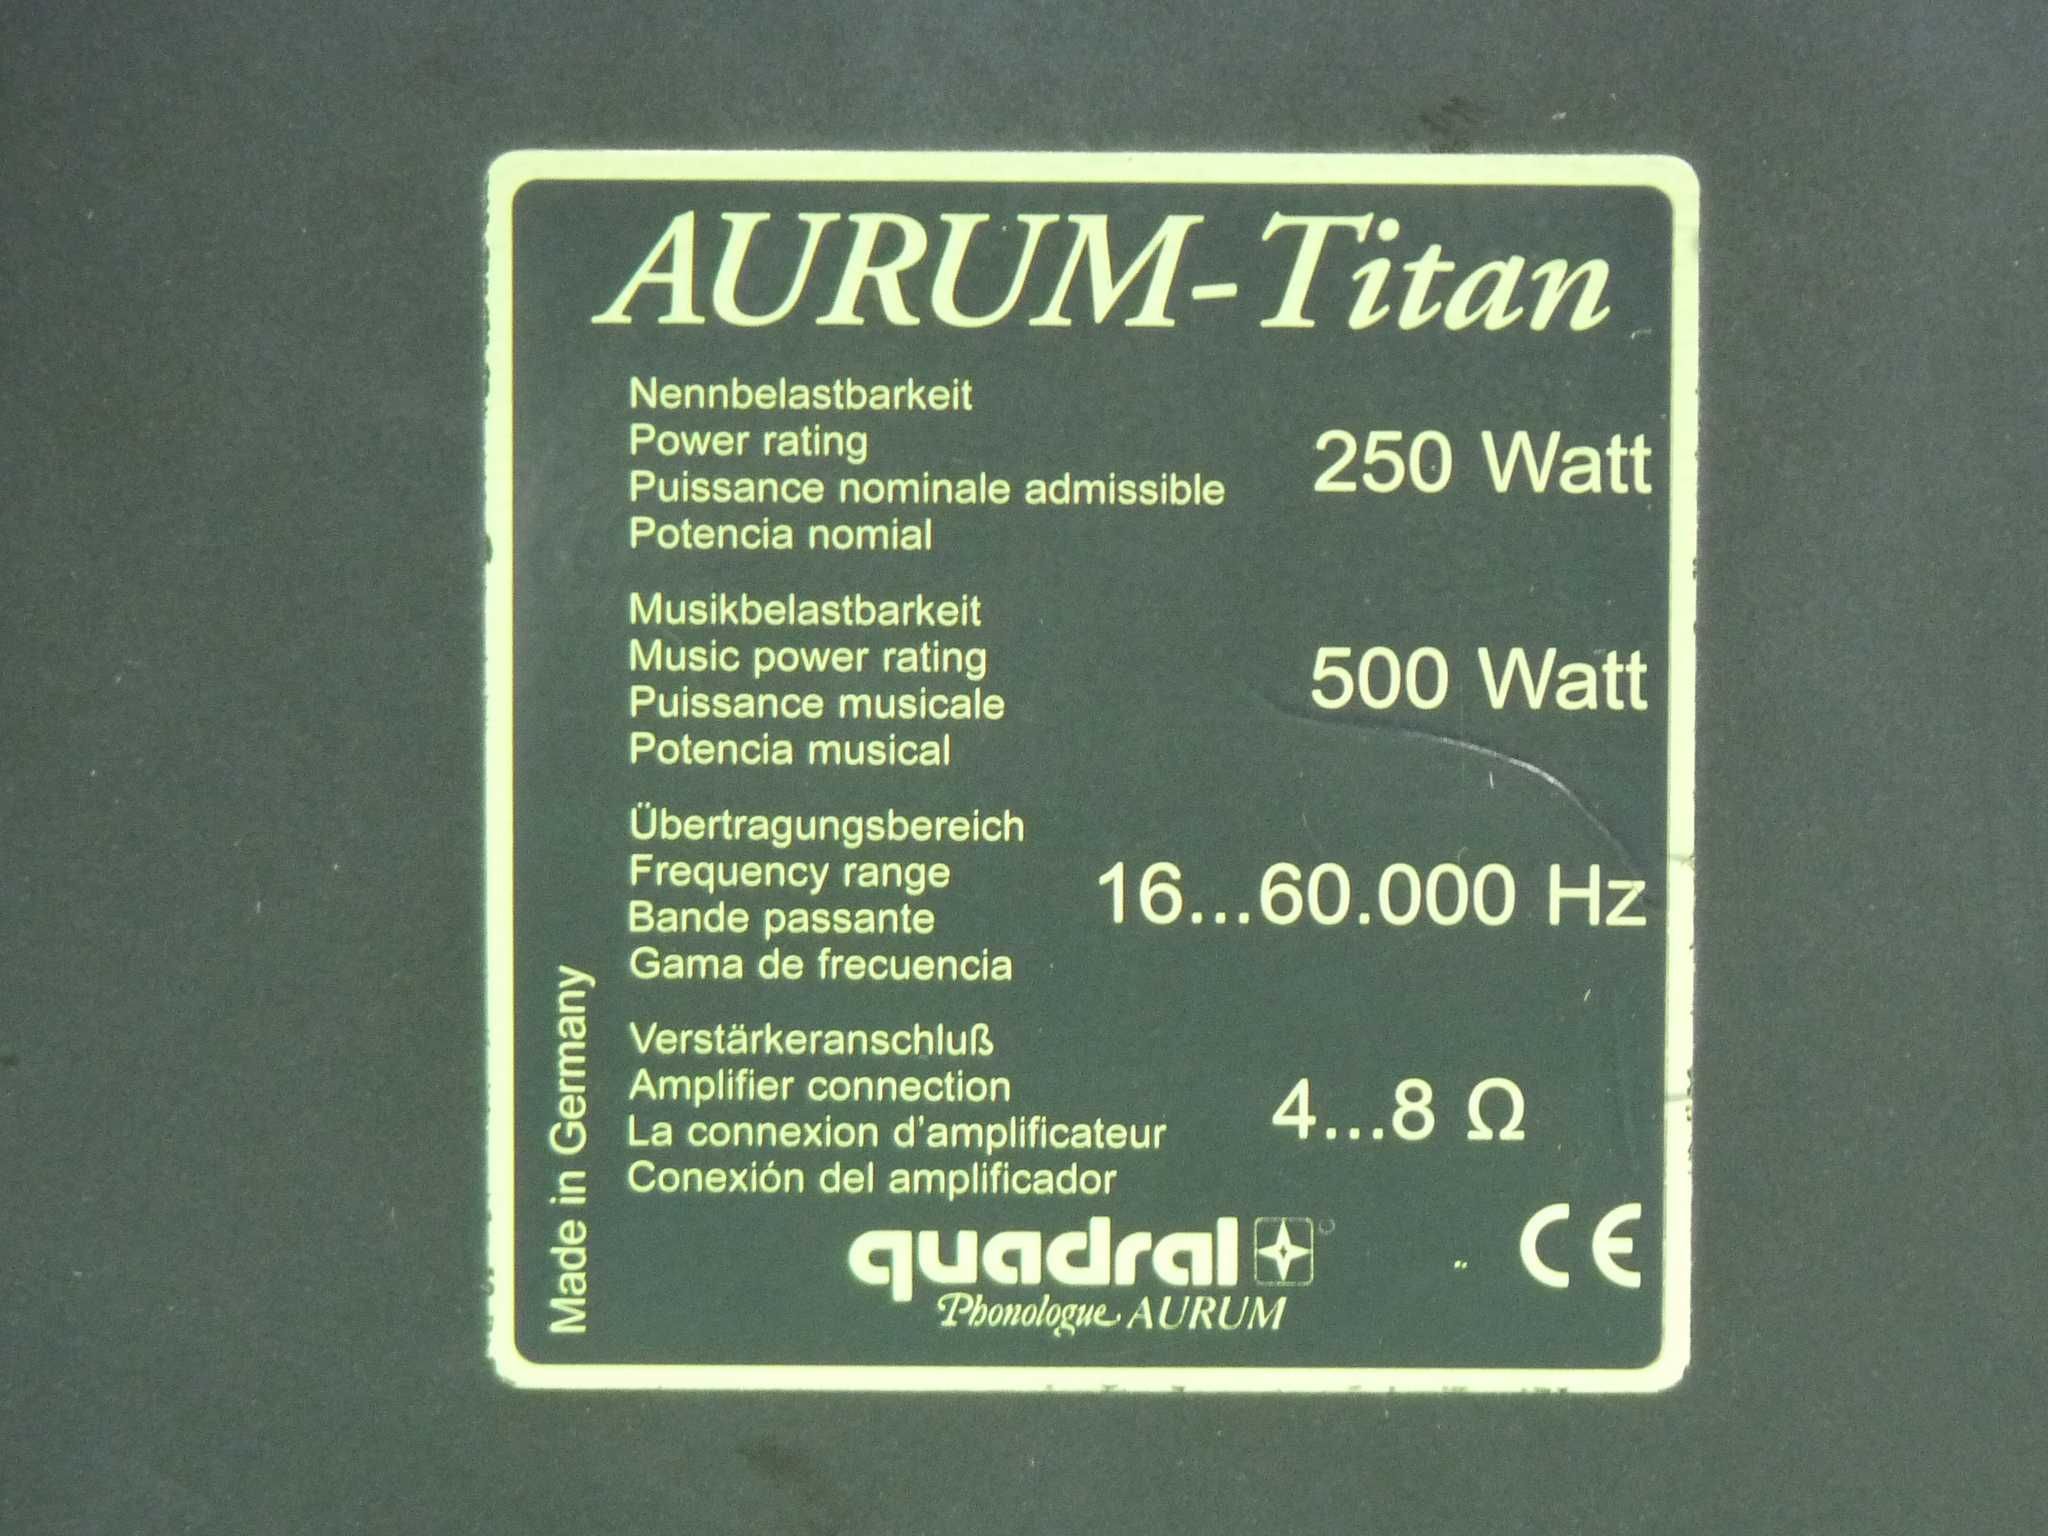 AURUM-Titan
Nennbelastbarkeit
Power rating
Puissance nominale admissible
Potencia nomial
250 Watt
Musikbelastbarkeit
Music power rating
Puissance musicale
Potencia musical
500 Watt
Übertragungsbereich
Frequency range
Bande passante
Gama de frecuencia
16...60.000 Hz
Verstärkeranschluß
Amplifier connection
La connexion d'amplificateur
Conexión del amplificador
4...8 Ω
Made in Germany
quadral
Phonologue AURUM
CE